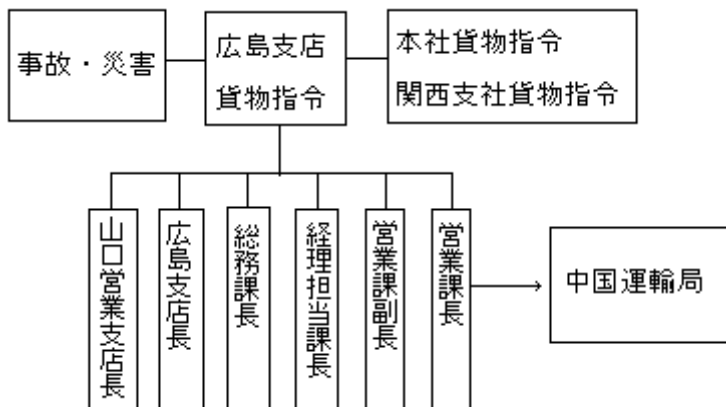 事故・災害
広島支店
貨物指令
本社貨物指令
関西支社貨物指令
山口営業支店長
広島支店長
総務課長
経理担当課長
営業課副長
営業課長
中国運輸局